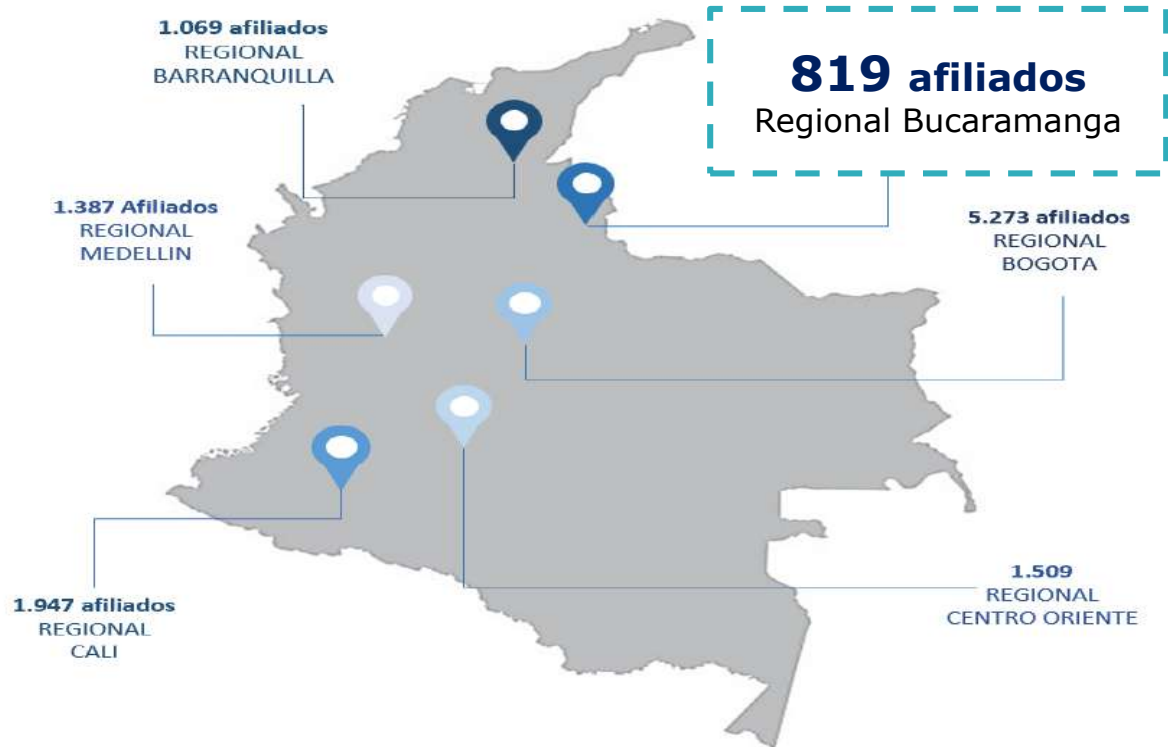 1.069 afiliados
REGIONAL
BARRANQUILLA
819 afiliados
Regional Bucaramanga
1.387 Afiliados
REGIONAL
MEDELLIN
5.273 afiliados
REGIONAL
BOGOTA
1.947 afiliados
REGIONAL
CALI
1.509
REGIONAL
CENTRO ORIENTE